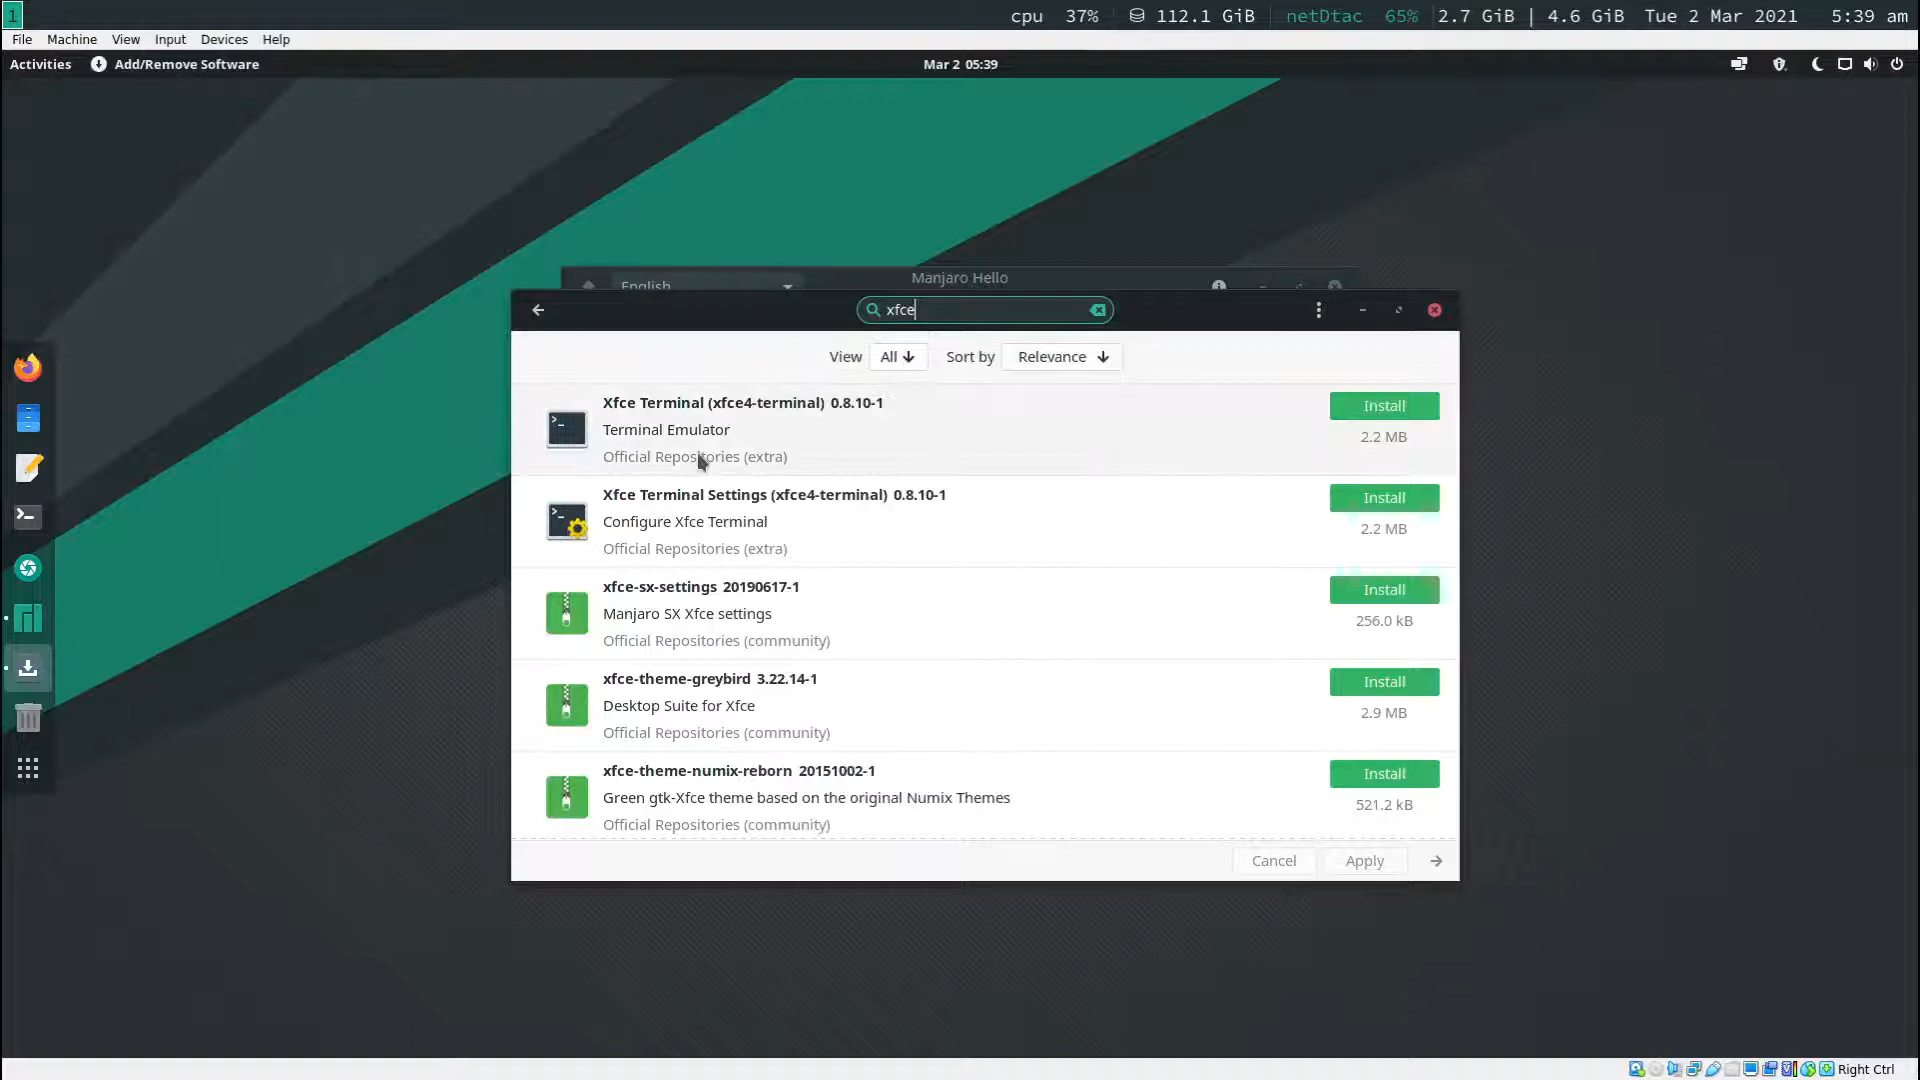 1
cpu 37% 112.1 GiB netDtac 65% 2.7 GiB | 4.6 GiB Tue 2 Mar 2021 5:39 am
File Machine View Input Devices Help
Activities Add/Remove Software Mar 2 05:39
Manjaro Hello
English
xfce
View All Sort by Relevance
Xfce Terminal (xfce4-terminal) 0.8.10-1
Install
Terminal Emulator
2.2 MB
Official Repositories (extra)
Xfce Terminal Settings (xfce4-terminal) 0.8.10-1
Install
Configure Xfce Terminal
2.2 MB
Official Repositories (extra)
xfce-sx-settings 20190617-1
Install
Manjaro SX Xfce settings
256.0 kB
Official Repositories (community)
xfce-theme-greybird 3.22.14-1
Install
Desktop Suite for Xfce
2.9 MB
Official Repositories (community)
xfce-theme-numix-reborn 20151002-1
Install
Green gtk-Xfce theme based on the original Numix Themes
521.2 kB
Official Repositories (community)
Cancel Apply
Right Ctrl